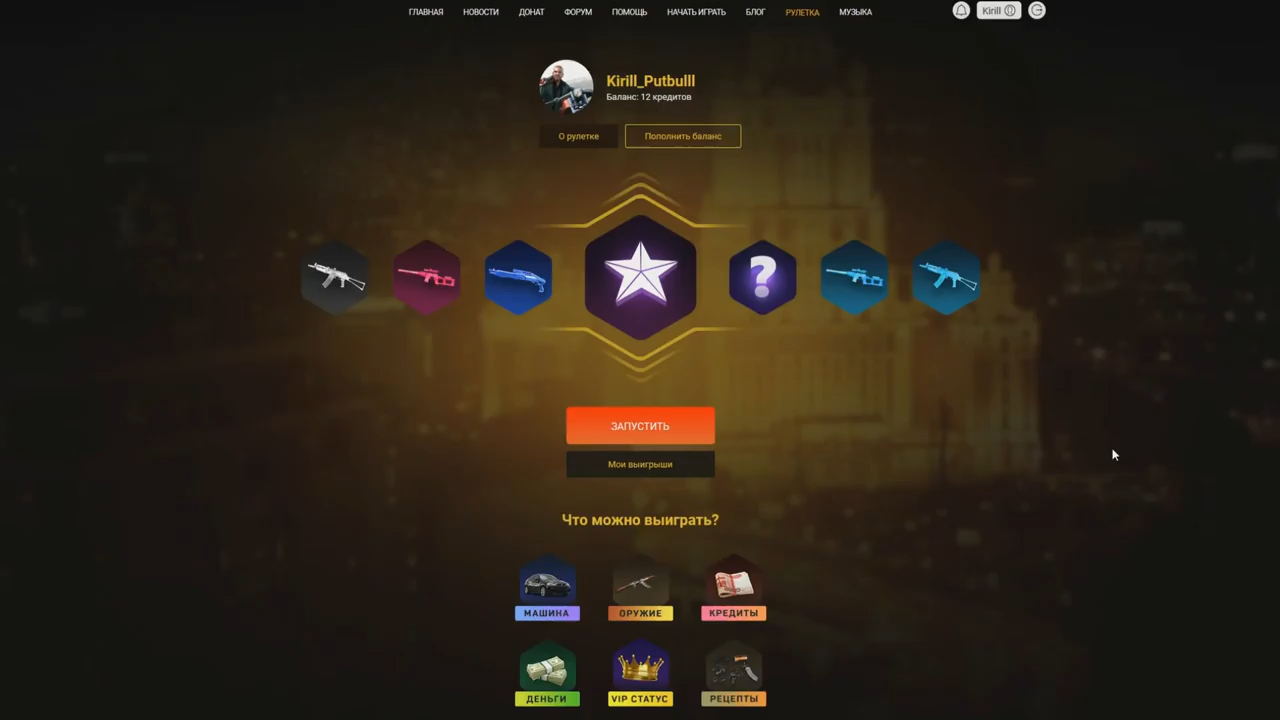 ГЛАВНАЯ НОВОСТИ ДОНАТ ФОРУМ ПОМОЩЬ НАЧАТЬ ИГРАТЬ БЛОГ РУЛЕТКА МУЗЫКА Kirill
Kirill_Putbulll
Баланс: 12 кредитов
О рулетке Пополнить баланс
?
ЗАПУСТИТЬ
Мои выигрыши
Что можно выиграть?
МАШИНА ОРУЖИЕ КРЕДИТЫ
ДЕНЬГИ VIP СТАТУС РЕЦЕПТЫ